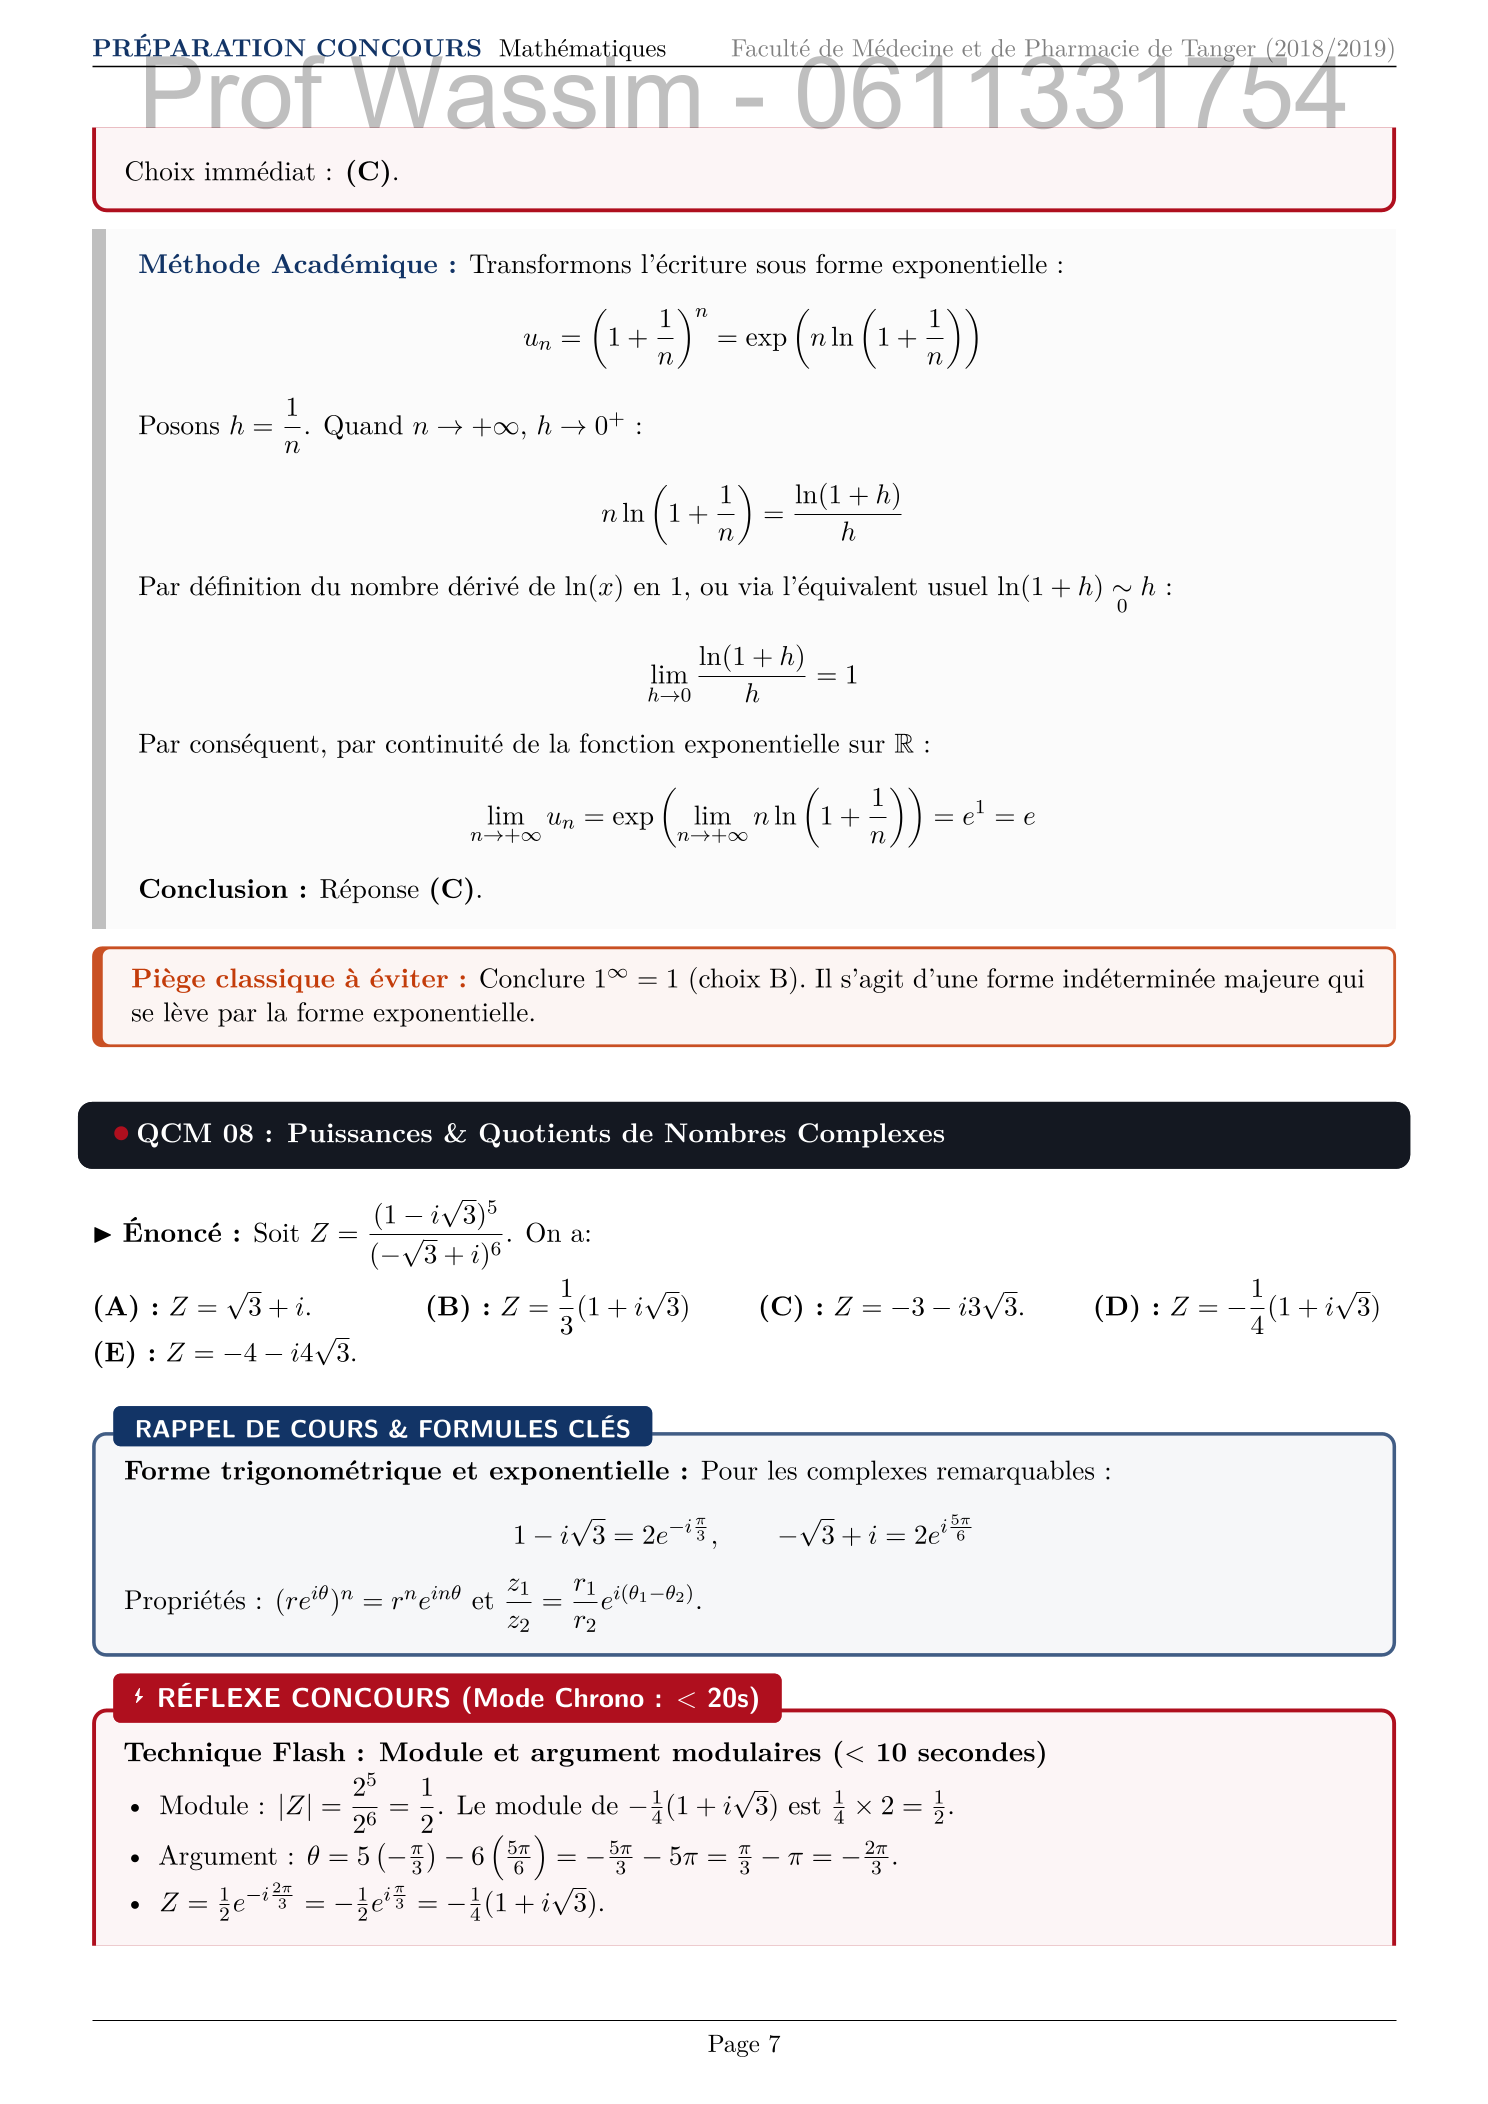 PRÉPARATION CONCOURS Mathématiques Faculté de Médecine et de Pharmacie de Tanger (2018/2019)
Prof Wassim - 0611331754
Choix immédiat : (C).
Méthode Académique : Transformons l'écriture sous forme exponentielle :
u_n = (1 + 1/n)^n = exp (n ln (1 + 1/n))
Posons h = 1/n. Quand n → +∞, h → 0⁺ :
n ln (1 + 1/n) = ln(1 + h)/h
Par définition du nombre dérivé de ln(x) en 1, ou via l'équivalent usuel ln(1 + h) ∼_0 h :
lim_{h→0} ln(1 + h)/h = 1
Par conséquent, par continuité de la fonction exponentielle sur ℝ :
lim_{n→+∞} u_n = exp (lim_{n→+∞} n ln (1 + 1/n)) = e¹ = e
Conclusion : Réponse (C).
Piège classique à éviter : Conclure 1^∞ = 1 (choix B). Il s'agit d'une forme indéterminée majeure qui
se lève par la forme exponentielle.
• QCM 08 : Puissances & Quotients de Nombres Complexes
▶ Énoncé : Soit Z = (1 − i√3)⁵/(−√3 + i)⁶. On a:
(A) : Z = √3 + i. (B) : Z = 1/3(1 + i√3) (C) : Z = −3 − i3√3. (D) : Z = −1/4(1 + i√3)
(E) : Z = −4 − i4√3.
RAPPEL DE COURS & FORMULES CLÉS
Forme trigonométrique et exponentielle : Pour les complexes remarquables :
1 − i√3 = 2e^{−iπ/3}, −√3 + i = 2e^{i5π/6}
Propriétés : (re^{iθ})^n = r^n e^{inθ} et z₁/z₂ = r₁/r₂ e^{i(θ₁−θ₂)}.
⚡ RÉFLEXE CONCOURS (Mode Chrono : < 20s)
Technique Flash : Module et argument modulaires (< 10 secondes)
• Module : |Z| = 2⁵/2⁶ = 1/2. Le module de −1/4(1 + i√3) est 1/4 × 2 = 1/2.
• Argument : θ = 5 (−π/3) − 6 (5π/6) = −5π/3 − 5π = π/3 − π = −2π/3.
• Z = 1/2 e^{−i2π/3} = −1/2 e^{iπ/3} = −1/4(1 + i√3).
Page 7